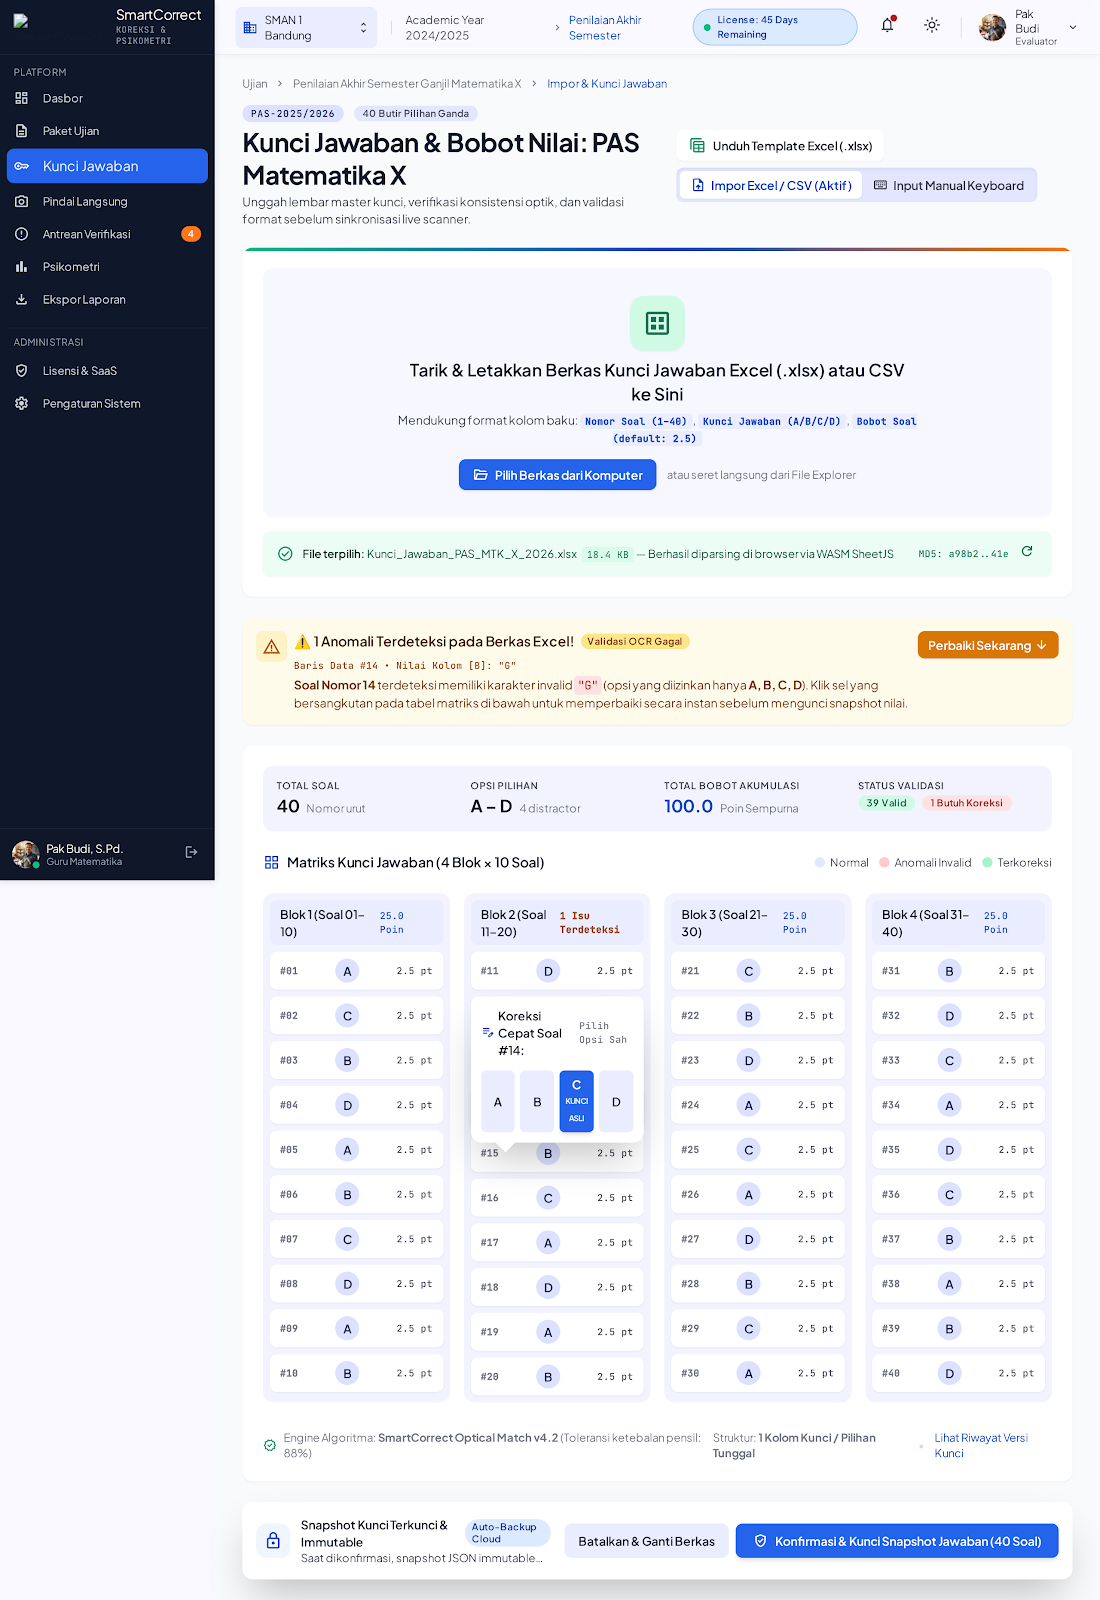 SmartCorrect
KOREKSI &
PSIKOMETRI
PLATFORM
Dasbor
Paket Ujian
Kunci Jawaban
Pindai Langsung
Antrean Verifikasi
4
Psikometri
Ekspor Laporan
ADMINISTRASI
Lisensi & SaaS
Pengaturan Sistem
Pak Budi, S.Pd.
Guru Matematika
SMAN 1
Bandung
Academic Year
2024/2025
Penilaian Akhir
Semester
License: 45 Days
Remaining
Pak
Budi
Evaluator
Ujian
Penilaian Akhir Semester Ganjil Matematika X
Impor & Kunci Jawaban
PAS-2025/2026
40 Butir Pilihan Ganda
Kunci Jawaban & Bobot Nilai: PAS
Matematika X
Unggah lembar master kunci, verifikasi konsistensi optik, dan validasi
format sebelum sinkronisasi live scanner.
Unduh Template Excel (.xlsx)
Impor Excel / CSV (Aktif)
Input Manual Keyboard
Tarik & Letakkan Berkas Kunci Jawaban Excel (.xlsx) atau CSV
ke Sini
Mendukung format kolom baku: Nomor Soal (1-40) , Kunci Jawaban (A/B/C/D) , Bobot Soal
(default: 2.5)
Pilih Berkas dari Komputer
atau seret langsung dari File Explorer
File terpilih: Kunci_Jawaban_PAS_MTK_X_2026.xlsx 18.4 KB — Berhasil diparsing di browser via WASM SheetJS
MD5: a98b2..41e
⚠️ 1 Anomali Terdeteksi pada Berkas Excel!
Validasi OCR Gagal
Baris Data #14 • Nilai Kolom [B]: "G"
Soal Nomor 14 terdeteksi memiliki karakter invalid "G" (opsi yang diizinkan hanya A, B, C, D). Klik sel yang
bersangkutan pada tabel matriks di bawah untuk memperbaiki secara instan sebelum mengunci snapshot nilai.
Perbaiki Sekarang ↓
TOTAL SOAL
40 Nomor urut
OPSI PILIHAN
A – D 4 distractor
TOTAL BOBOT AKUMULASI
100.0 Poin Sempurna
STATUS VALIDASI
39 Valid
1 Butuh Koreksi
Matriks Kunci Jawaban (4 Blok × 10 Soal)
Normal
Anomali Invalid
Terkoreksi
Blok 1 (Soal 01–
10)
25.0
Poin
#01 A 2.5 pt
#02 C 2.5 pt
#03 B 2.5 pt
#04 D 2.5 pt
#05 A 2.5 pt
#06 B 2.5 pt
#07 C 2.5 pt
#08 D 2.5 pt
#09 A 2.5 pt
#10 B 2.5 pt
Blok 2 (Soal
11–20)
1 Isu
Terdeteksi
#11 D 2.5 pt
Koreksi
Cepat Soal
#14:
Pilih
Opsi Sah
A
B
C
KUNCI
ASLI
D
#15 B 2.5 pt
#16 C 2.5 pt
#17 A 2.5 pt
#18 D 2.5 pt
#19 A 2.5 pt
#20 B 2.5 pt
Blok 3 (Soal 21–
30)
25.0
Poin
#21 C 2.5 pt
#22 B 2.5 pt
#23 D 2.5 pt
#24 A 2.5 pt
#25 C 2.5 pt
#26 A 2.5 pt
#27 D 2.5 pt
#28 B 2.5 pt
#29 C 2.5 pt
#30 A 2.5 pt
Blok 4 (Soal 31–
40)
25.0
Poin
#31 B 2.5 pt
#32 D 2.5 pt
#33 C 2.5 pt
#34 A 2.5 pt
#35 D 2.5 pt
#36 C 2.5 pt
#37 B 2.5 pt
#38 A 2.5 pt
#39 B 2.5 pt
#40 D 2.5 pt
Engine Algoritma: SmartCorrect Optical Match v4.2 (Toleransi ketebalan pensil:
88%)
Struktur: 1 Kolom Kunci / Pilihan
Tunggal
Lihat Riwayat Versi
Kunci
Snapshot Kunci Terkunci &
Immutable
Auto-Backup
Cloud
Saat dikonfirmasi, snapshot JSON immutable...
Batalkan & Ganti Berkas
Konfirmasi & Kunci Snapshot Jawaban (40 Soal)